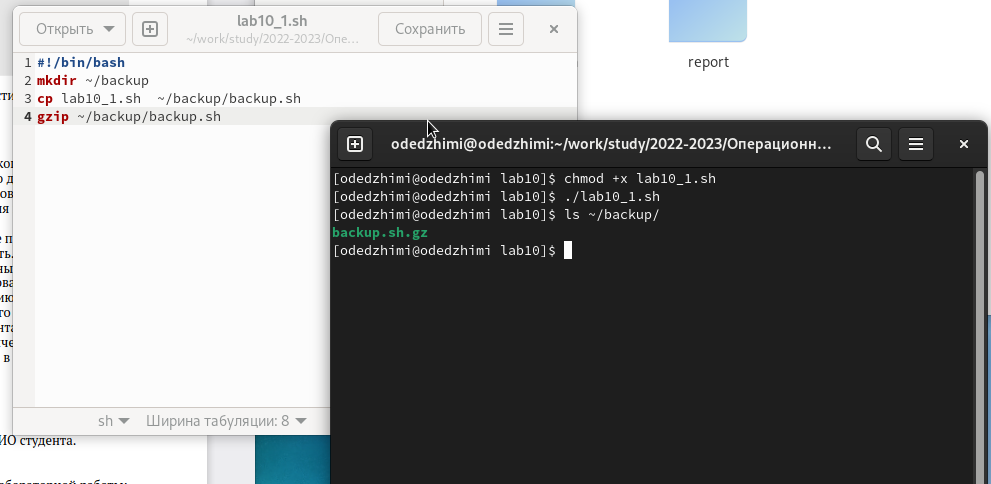 lab10_1.sh
Открыть
~/work/study/2022-2023/Опе...
Сохранить
report
1 #!/bin/bash
2 mkdir ~/backup
3 cp lab10_1.sh  ~/backup/backup.sh
4 gzip ~/backup/backup.sh
odedzhimi@odedzhimi:~/work/study/2022-2023/Операционн...
[odedzhimi@odedzhimi lab10]$ chmod +x lab10_1.sh
[odedzhimi@odedzhimi lab10]$ ./lab10_1.sh
[odedzhimi@odedzhimi lab10]$ ls ~/backup/
backup.sh.gz
[odedzhimi@odedzhimi lab10]$
sh
Ширина табуляции: 8
ИО студента.